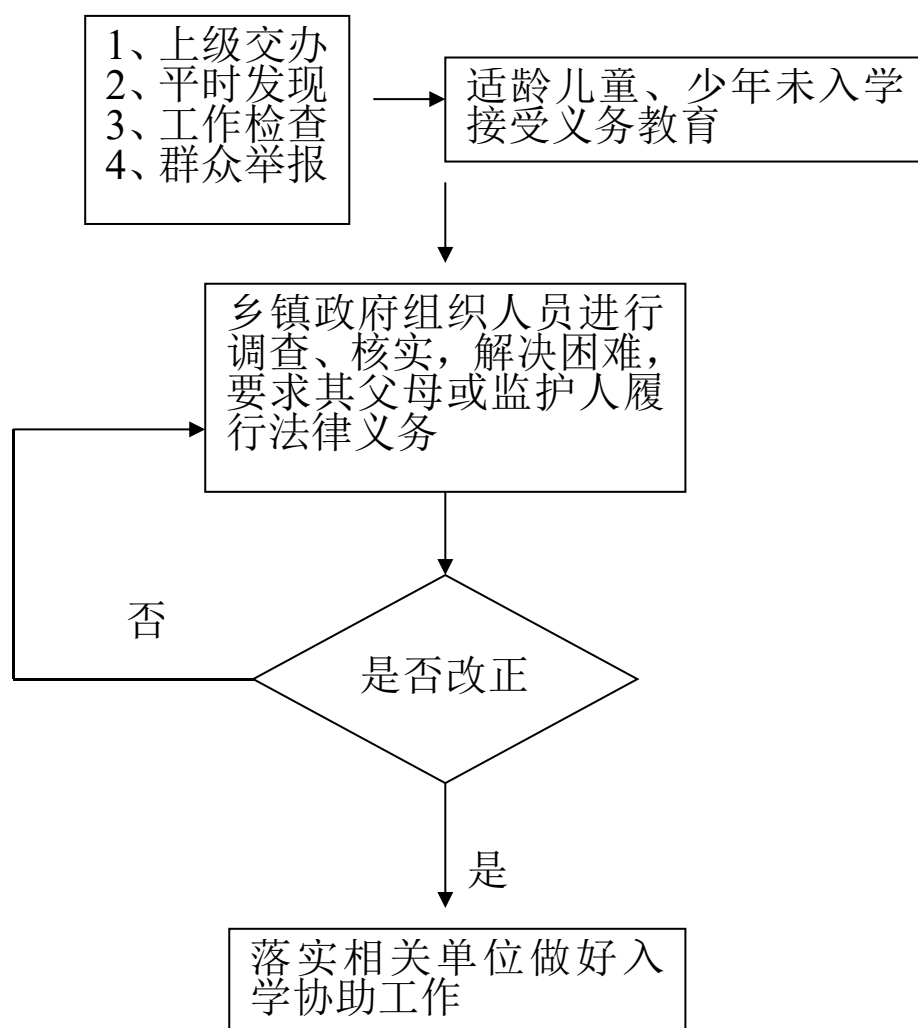 1、上级交办
2、平时发现
3、工作检查
4、群众举报
适龄儿童、少年未入学
接受义务教育
乡镇政府组织人员进行
调查、核实，解决困难，
要求其父母或监护人履
行法律义务
否
是否改正
是
落实相关单位做好入
学协助工作